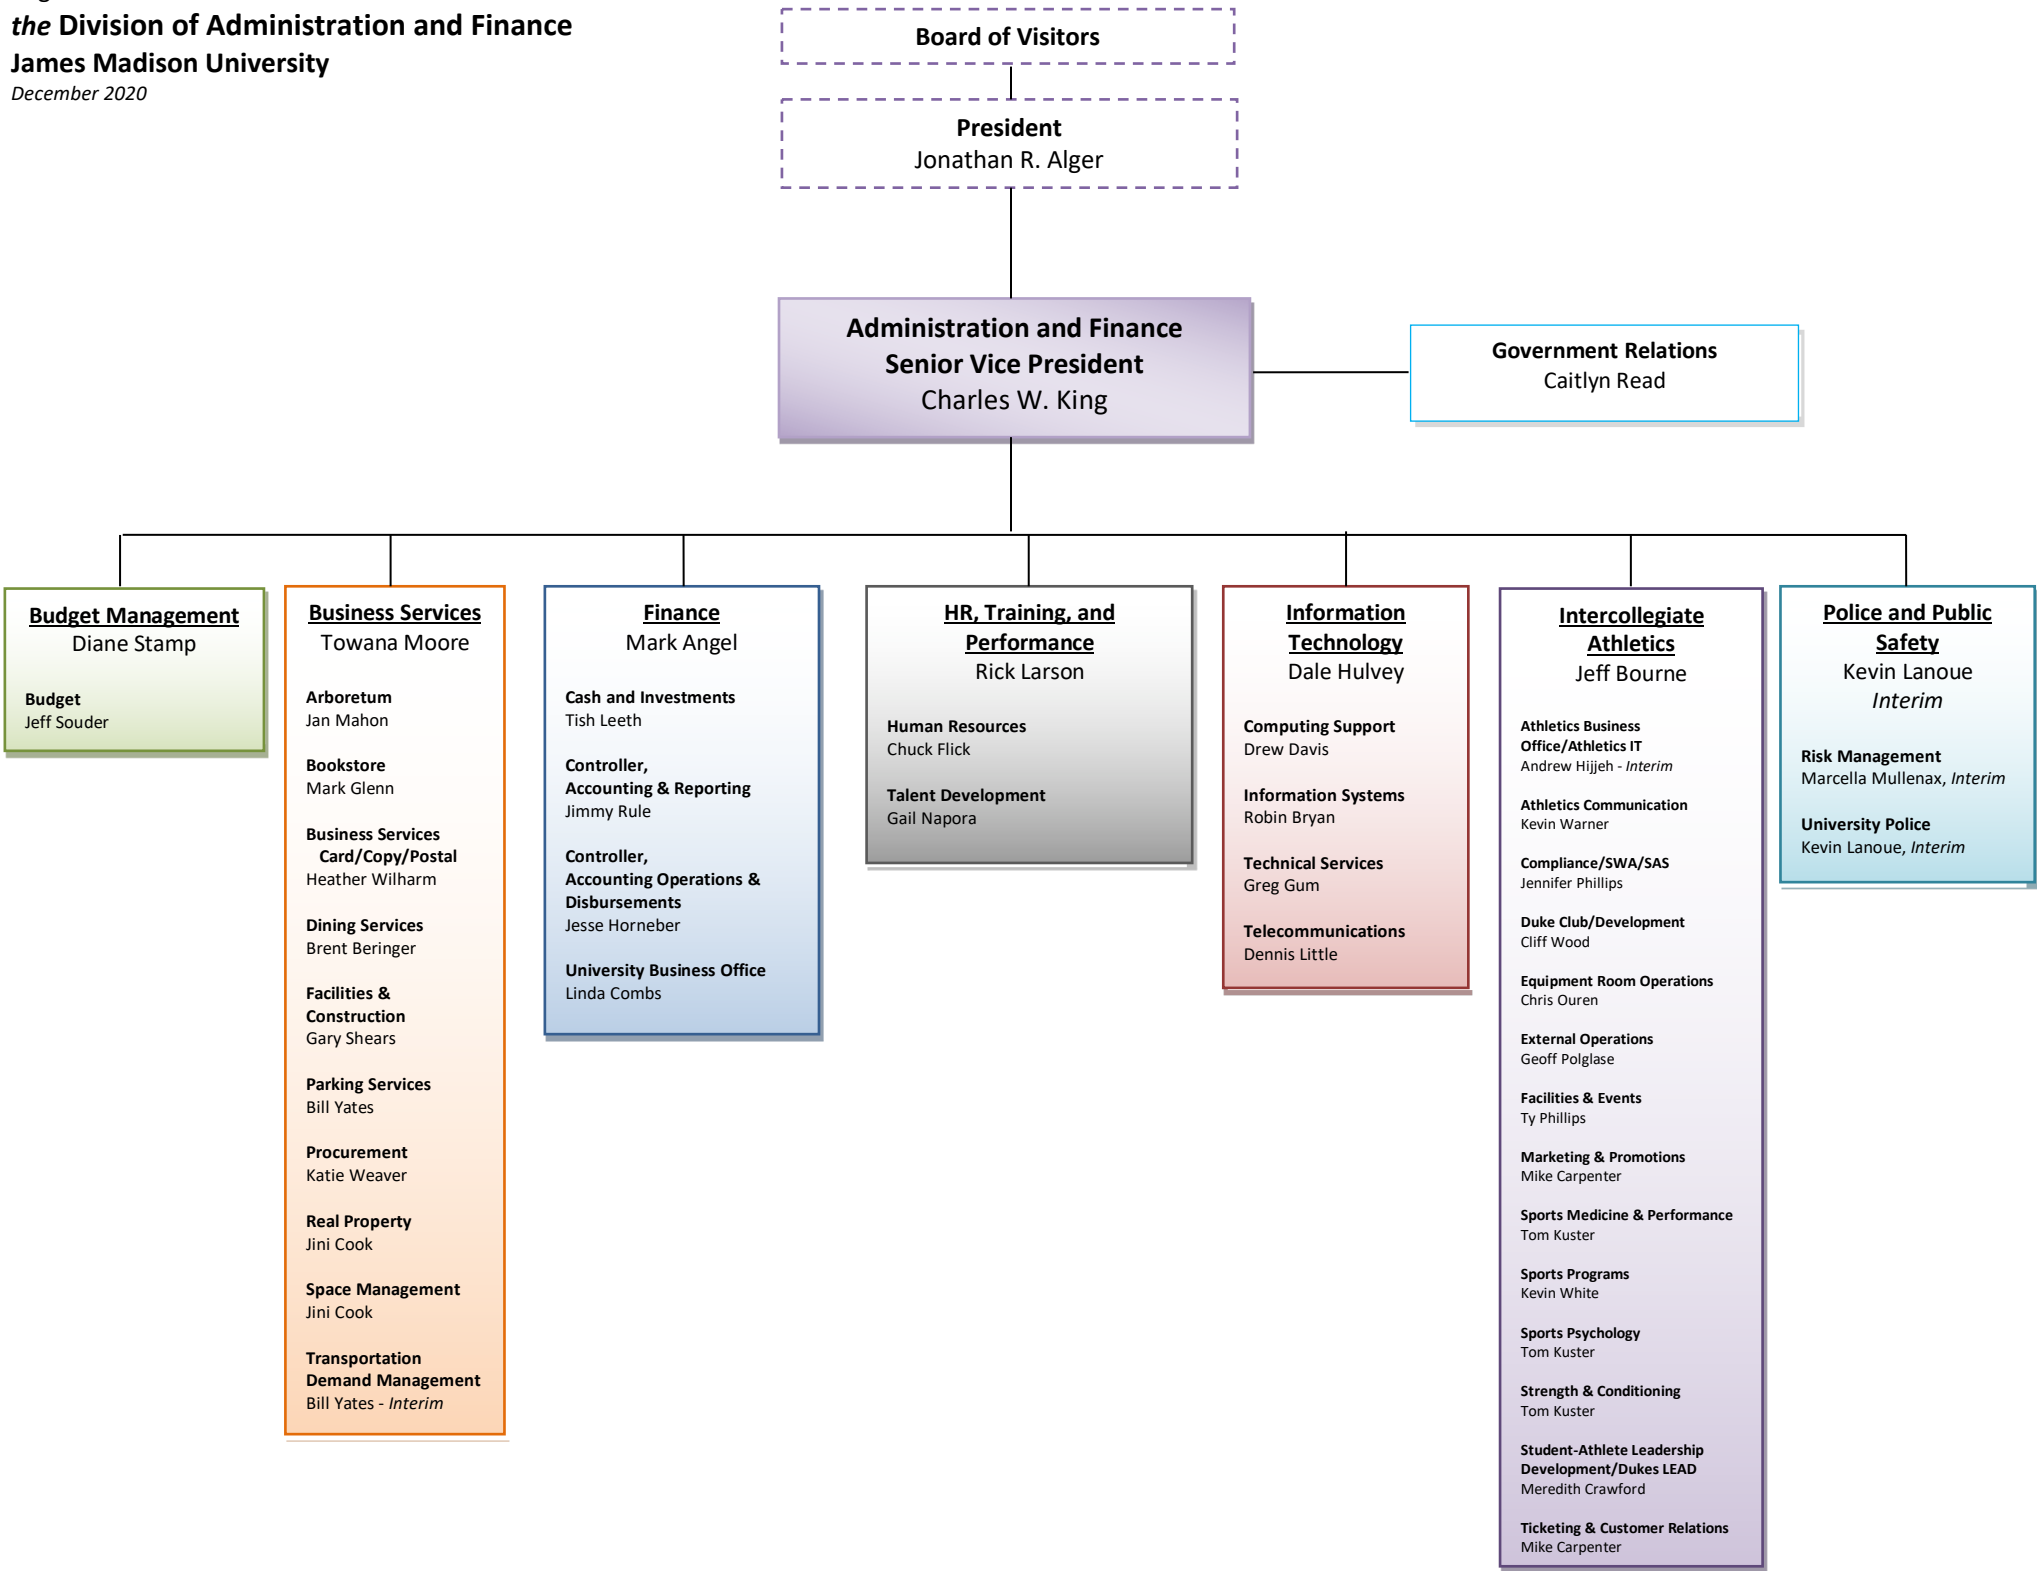 the Division of Administration and Finance
James Madison University
December 2020
Board of Visitors
President
Jonathan R. Alger
Administration and Finance
Senior Vice President
Charles W. King
Government Relations
Caitlyn Read
Budget Management
Diane Stamp
Budget
Jeff Souder
Business Services
Towana Moore
Arboretum
Jan Mahon
Bookstore
Mark Glenn
Business Services
Card/Copy/Postal
Heather Wilharm
Dining Services
Brent Beringer
Facilities &
Construction
Gary Shears
Parking Services
Bill Yates
Procurement
Katie Weaver
Real Property
Jini Cook
Space Management
Jini Cook
Transportation
Demand Management
Bill Yates - Interim
Finance
Mark Angel
Cash and Investments
Tish Leeth
Controller,
Accounting & Reporting
Jimmy Rule
Controller,
Accounting Operations &
Disbursements
Jesse Horneber
University Business Office
Linda Combs
HR, Training, and
Performance
Rick Larson
Human Resources
Chuck Flick
Talent Development
Gail Napora
Information
Technology
Dale Hulvey
Computing Support
Drew Davis
Information Systems
Robin Bryan
Technical Services
Greg Gum
Telecommunications
Dennis Little
Intercollegiate
Athletics
Jeff Bourne
Athletics Business
Office/Athletics IT
Andrew Hijjeh - Interim
Athletics Communication
Kevin Warner
Compliance/SWA/SAS
Jennifer Phillips
Duke Club/Development
Cliff Wood
Equipment Room Operations
Chris Ouren
External Operations
Geoff Polglase
Facilities & Events
Ty Phillips
Marketing & Promotions
Mike Carpenter
Sports Medicine & Performance
Tom Kuster
Sports Programs
Kevin White
Sports Psychology
Tom Kuster
Strength & Conditioning
Tom Kuster
Student-Athlete Leadership
Development/Dukes LEAD
Meredith Crawford
Ticketing & Customer Relations
Mike Carpenter
Police and Public
Safety
Kevin Lanoue
Interim
Risk Management
Marcella Mullenax, Interim
University Police
Kevin Lanoue, Interim